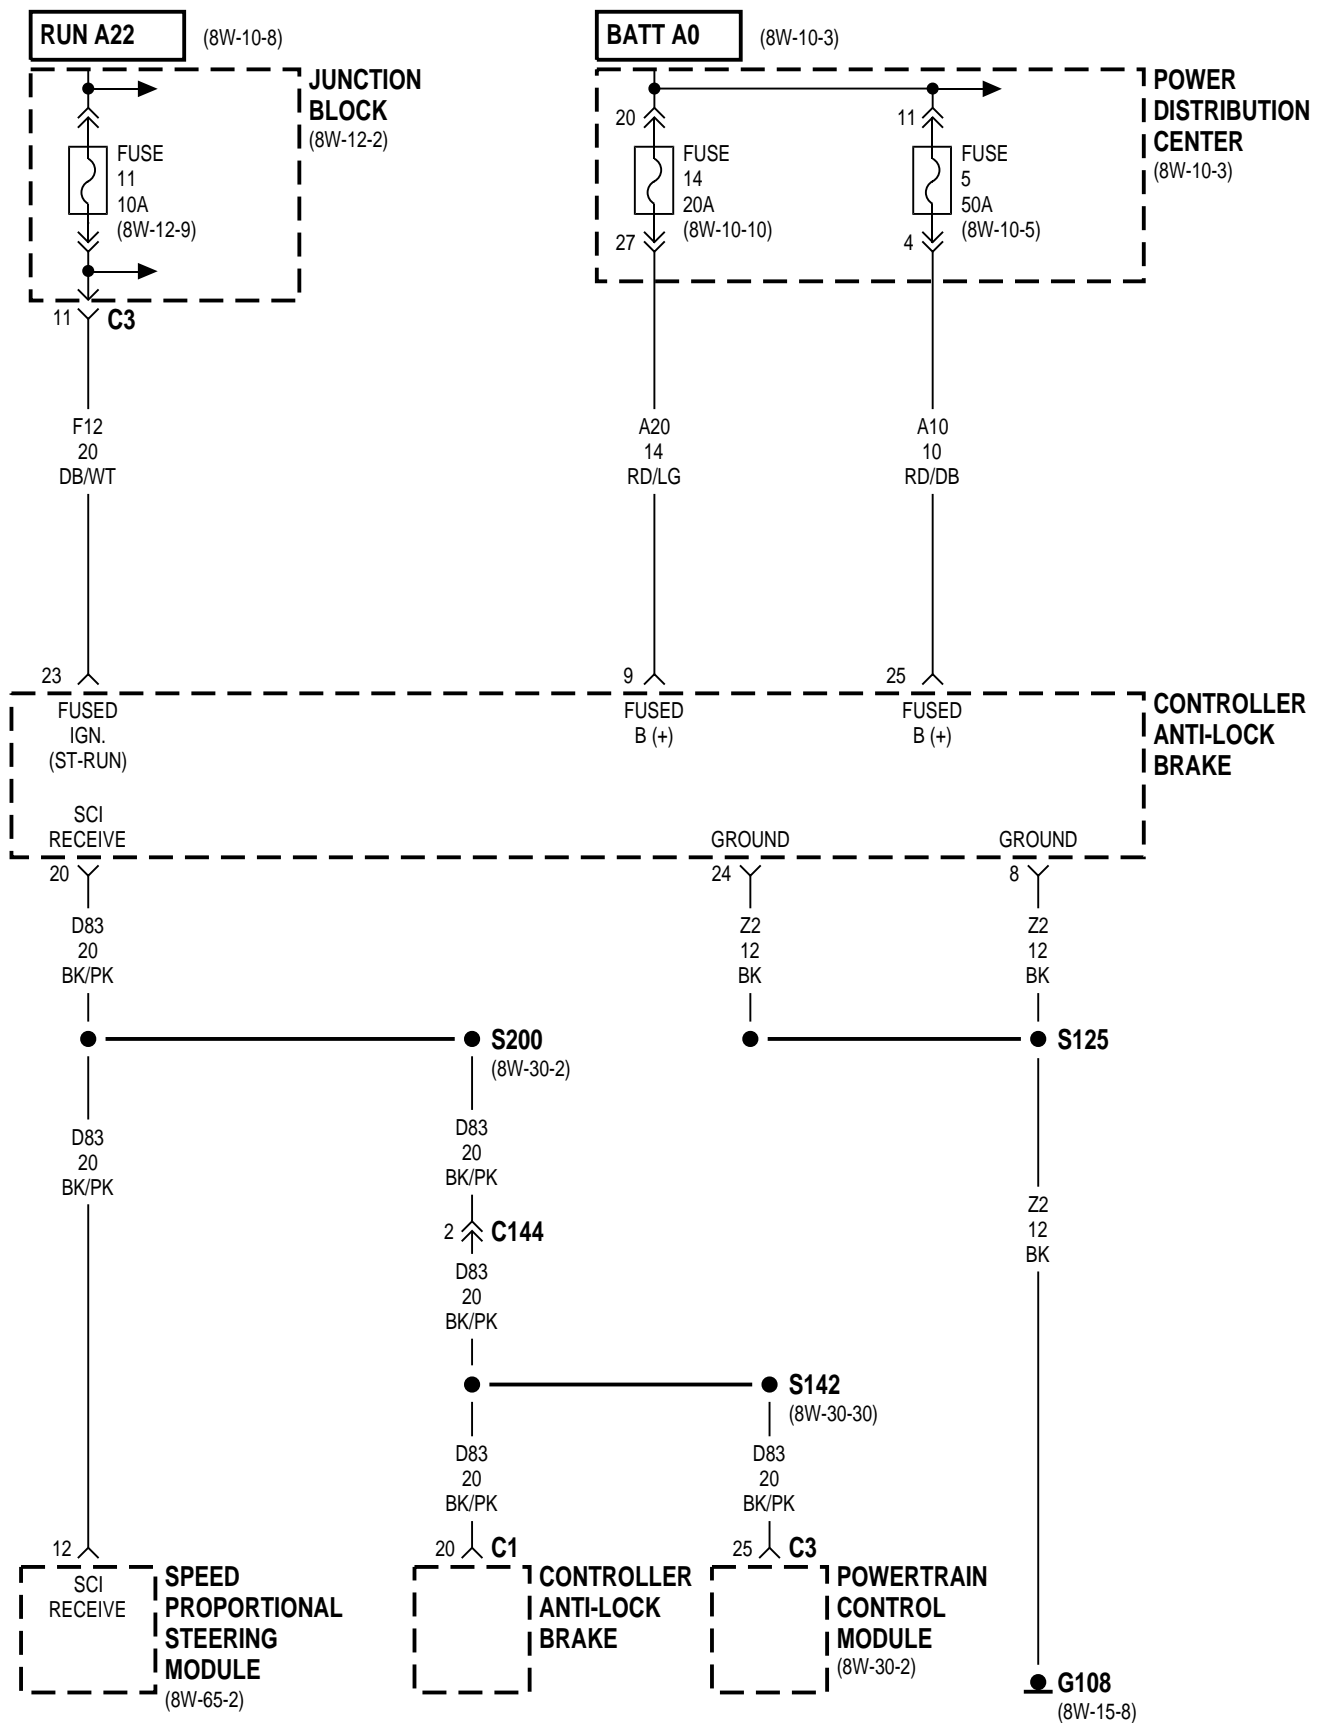 RUN A22
(8W-10-8)
BATT A0
(8W-10-3)
JUNCTION
BLOCK
(8W-12-2)
POWER
DISTRIBUTION
CENTER
(8W-10-3)
FUSE
11
10A
(8W-12-9)
20
FUSE
14
20A
(8W-10-10)
27
11
FUSE
5
50A
(8W-10-5)
4
11
C3
F12
20
DB/WT
A20
14
RD/LG
A10
10
RD/DB
23
9
25
FUSED
IGN.
(ST-RUN)
FUSED
B (+)
FUSED
B (+)
CONTROLLER
ANTI-LOCK
BRAKE
SCI
RECEIVE
GROUND
GROUND
20
24
8
D83
20
BK/PK
Z2
12
BK
Z2
12
BK
S200
(8W-30-2)
S125
D83
20
BK/PK
D83
20
BK/PK
2
C144
Z2
12
BK
D83
20
BK/PK
S142
(8W-30-30)
D83
20
BK/PK
D83
20
BK/PK
12
20
C1
25
C3
SCI
RECEIVE
SPEED
PROPORTIONAL
STEERING
MODULE
(8W-65-2)
CONTROLLER
ANTI-LOCK
BRAKE
POWERTRAIN
CONTROL
MODULE
(8W-30-2)
G108
(8W-15-8)